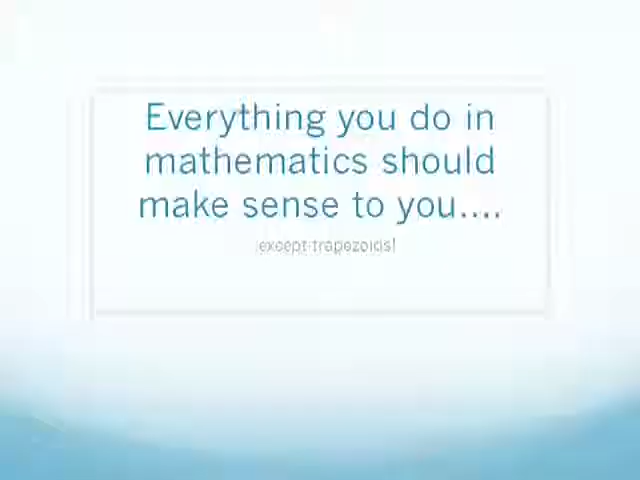 Everything you do in
mathematics should
make sense to you....
except trapezoids!